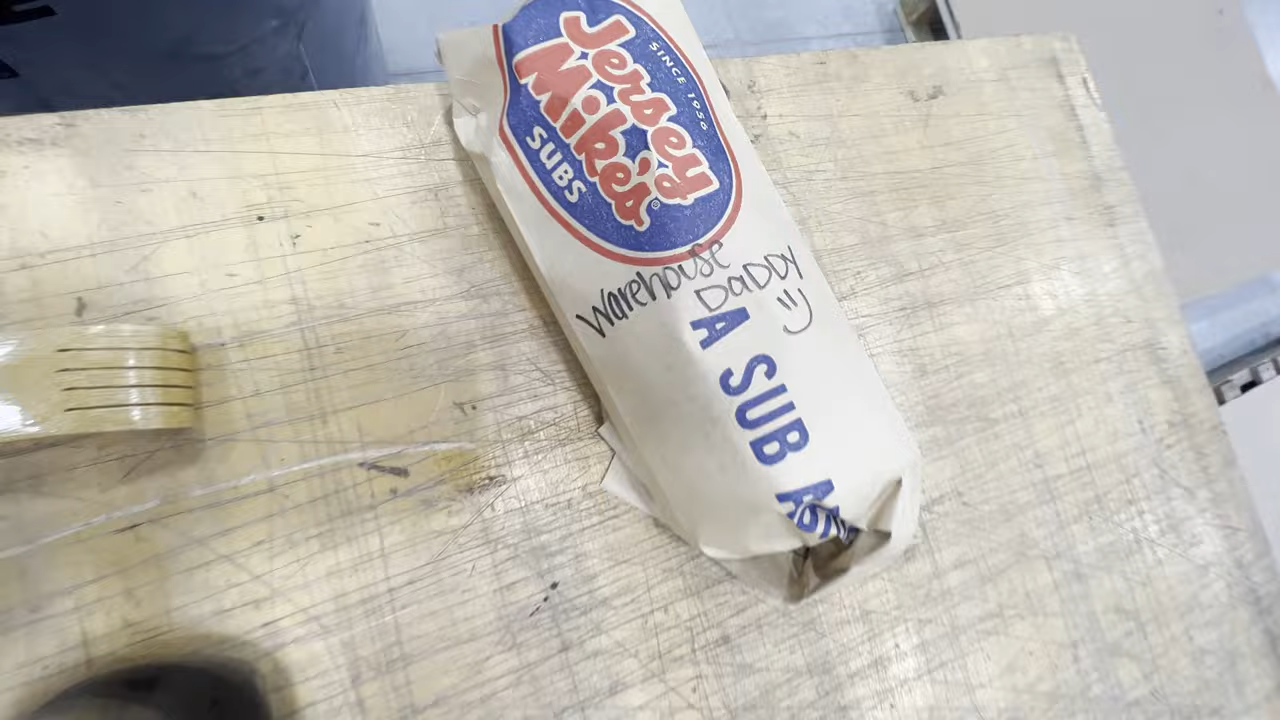 Jersey
Mike's
SUBS
SINCE 1956
Warehouse
DaDDY
A SUB